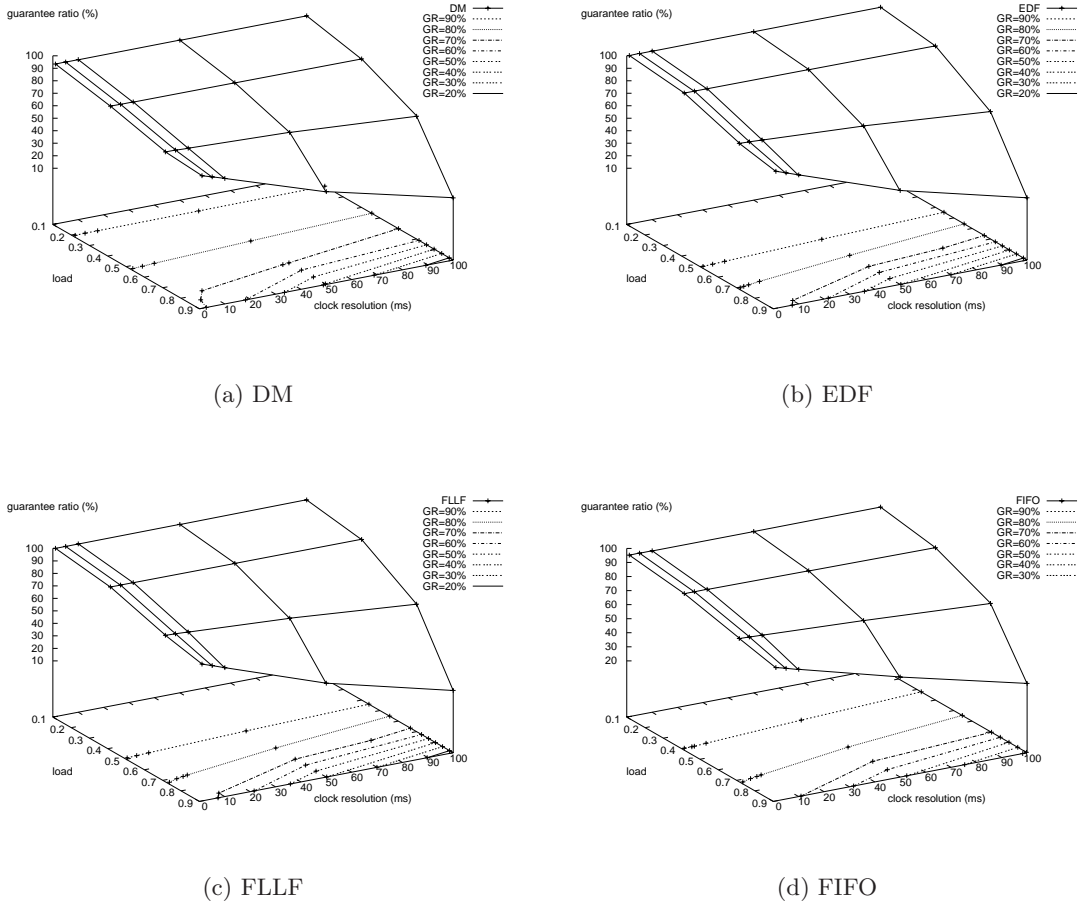 guarantee ratio (%)
DM
GR=90%
GR=80%
GR=70%
GR=60%
GR=50%
GR=40%
GR=30%
GR=20%
100
90
80
70
60
50
40
30
20
10
0.1
0.2
0.3
0.4
0.5
0.6
0.7
0.8
0.9
load
0
10
20
30
40
50
60
70
80
90
100
clock resolution (ms)
(a) DM
EDF
GR=90%
GR=80%
GR=70%
GR=60%
GR=50%
GR=40%
GR=30%
GR=20%
guarantee ratio (%)
100
90
80
70
60
50
40
30
20
10
0.1
0.2
0.3
0.4
0.5
0.6
0.7
0.8
0.9
load
0
10
20
30
40
50
60
70
80
90
100
clock resolution (ms)
(b) EDF
guarantee ratio (%)
FLLF
GR=90%
GR=80%
GR=70%
GR=60%
GR=50%
GR=40%
GR=30%
GR=20%
100
90
80
70
60
50
40
30
10
0.1
0.2
0.3
0.4
0.5
0.6
0.7
0.8
0.9
load
0
10
20
30
40
50
60
70
80
90
100
clock resolution (ms)
(c) FLLF
guarantee ratio (%)
FIFO
GR=90%
GR=80%
GR=70%
GR=60%
GR=50%
GR=40%
GR=30%
100
90
80
70
60
50
40
30
20
0.1
0.2
0.3
0.4
0.5
0.6
0.7
0.8
0.9
load
0
10
20
30
40
50
60
70
80
90
100
clock resolution (ms)
(d) FIFO